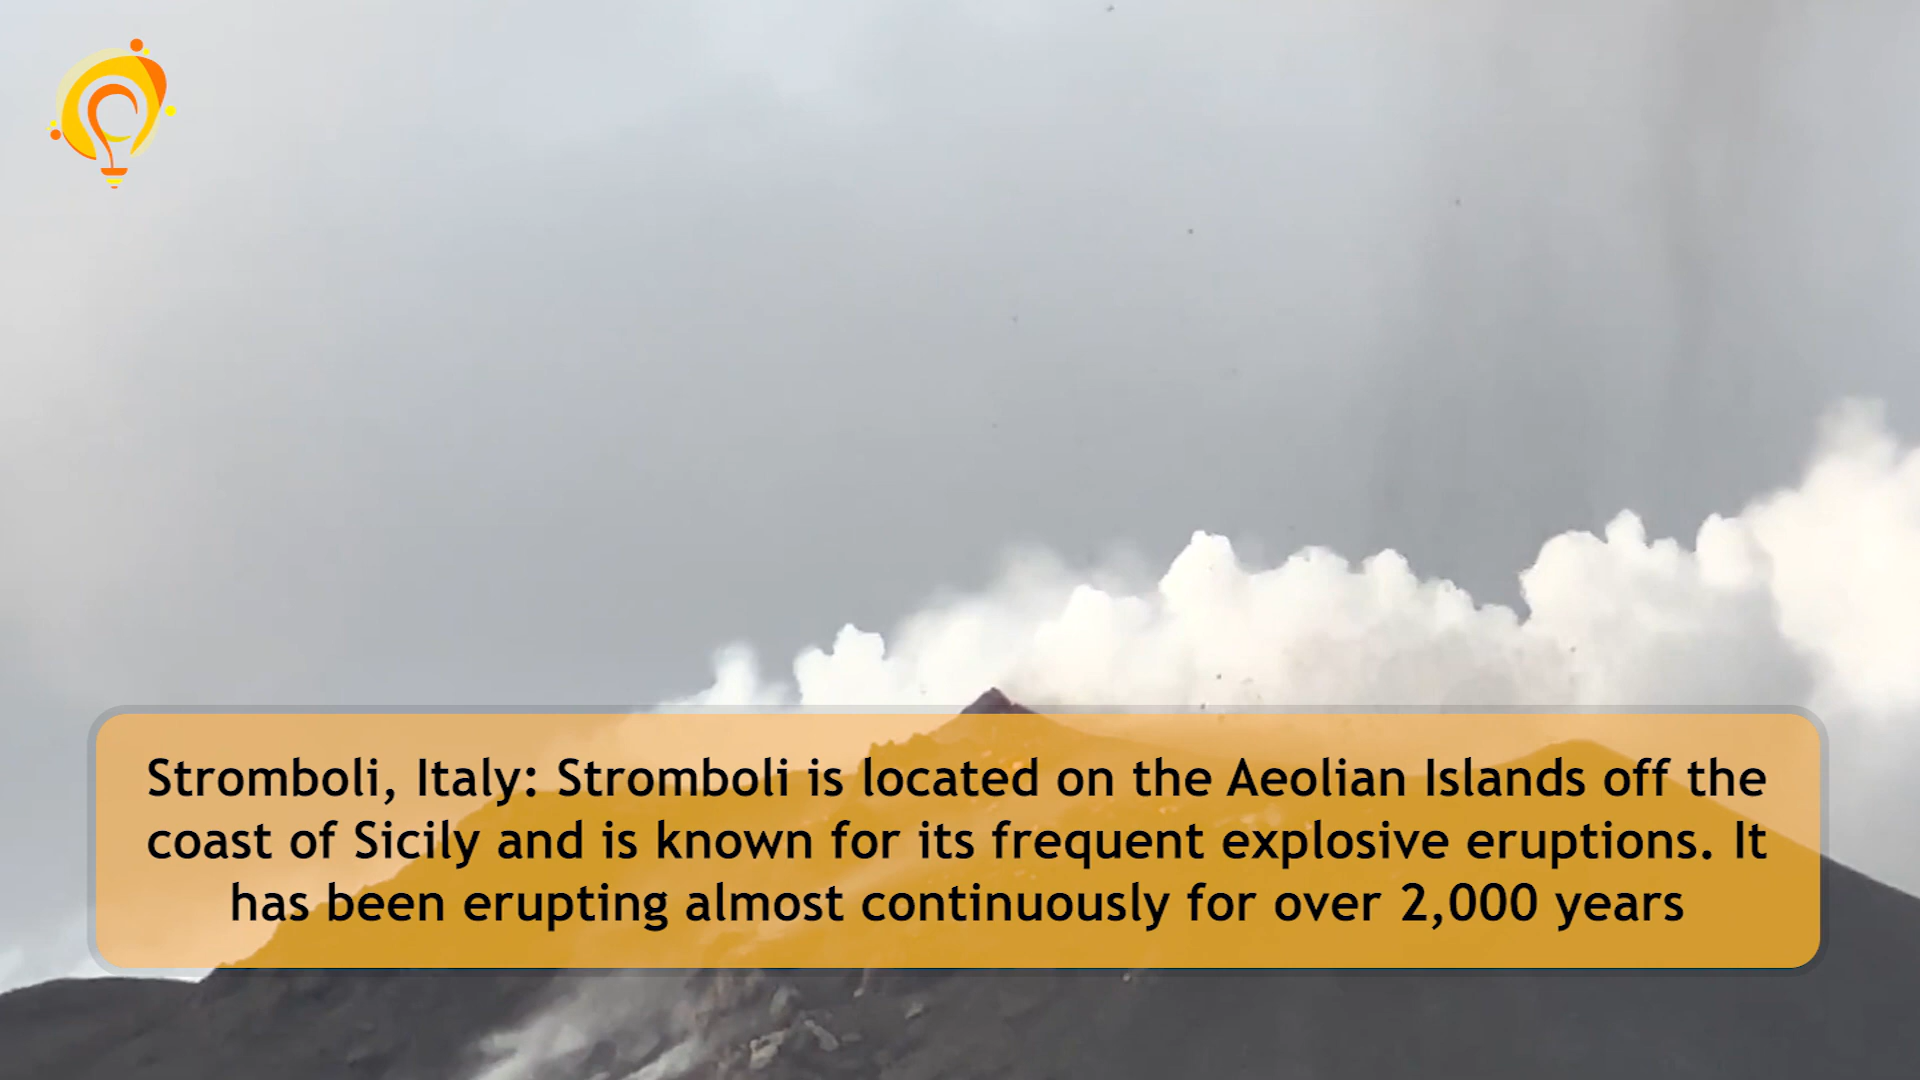 Stromboli, Italy: Stromboli is located on the Aeolian Islands off the
coast of Sicily and is known for its frequent explosive eruptions. It
has been erupting almost continuously for over 2,000 years